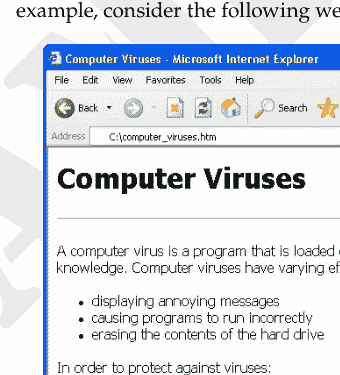 example, consider the following we
Computer Viruses - Microsoft Internet Explorer
File Edit View Favorites Tools Help
Back Search
Address C:\computer_viruses.htm
Computer Viruses
A computer virus is a program that is loaded
knowledge. Computer viruses have varying ef
• displaying annoying messages
• causing programs to run incorrectly
• erasing the contents of the hard drive
In order to protect against viruses: